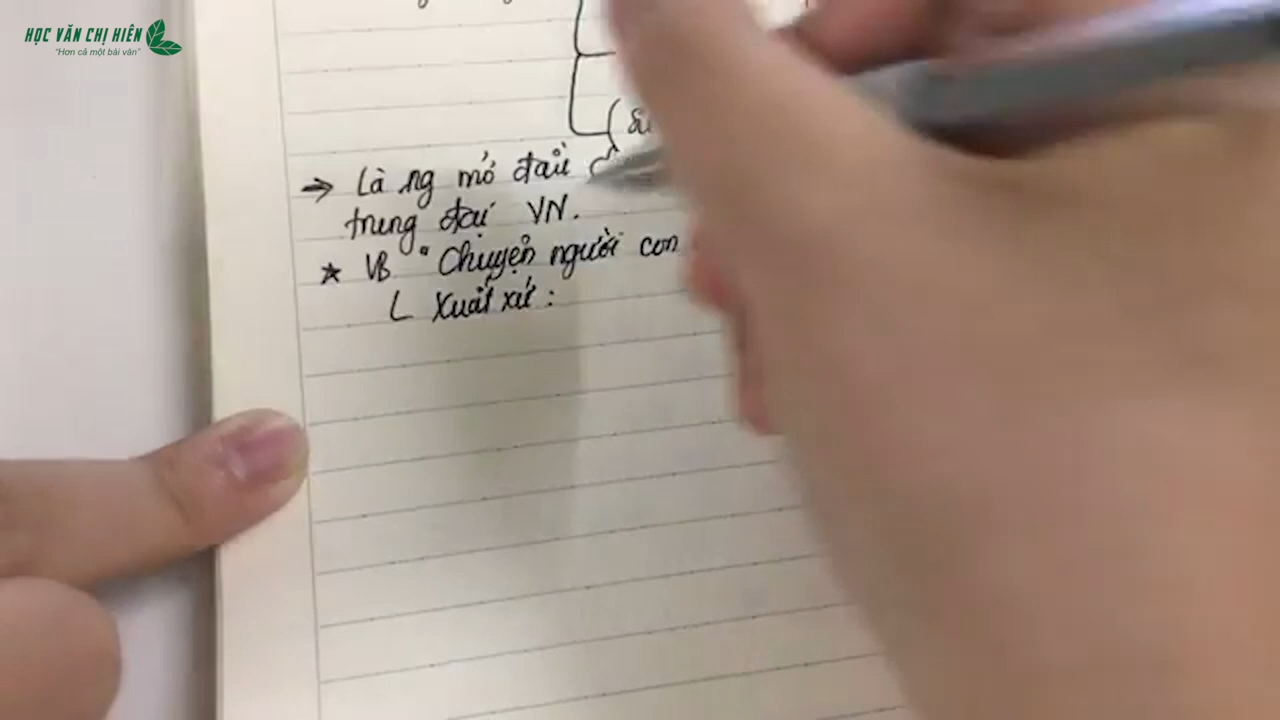 HỌC VĂN CHỊ HIÊN
"Hơn cả một bài văn"
→ Là ng mở đầu
trung đại VN.
* VB "Chuyện người con
L Xuất xứ :